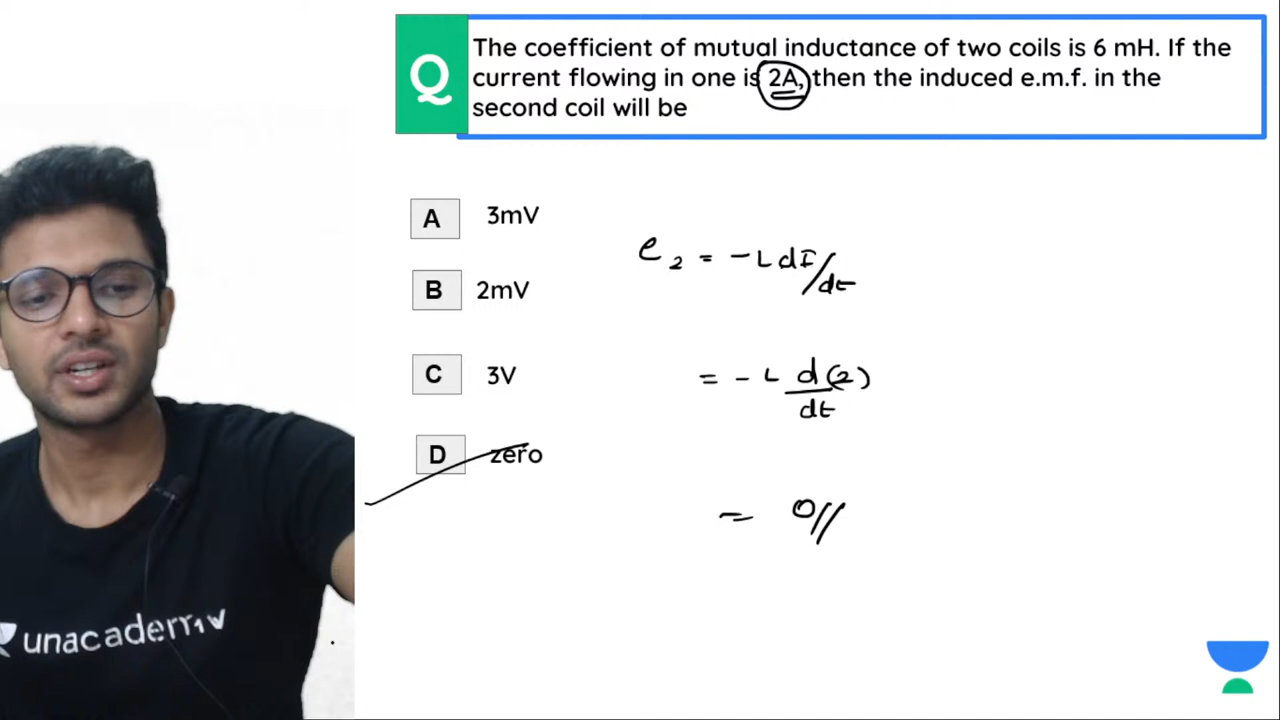 Q
The coefficient of mutual inductance of two coils is 6 mH. If the
current flowing in one is 2A, then the induced e.m.f. in the
second coil will be
A 3mV
B 2mV
C 3V
D zero
e₂ = -L dI/dt
= -L d(2)/dt
= 0//
unacademy